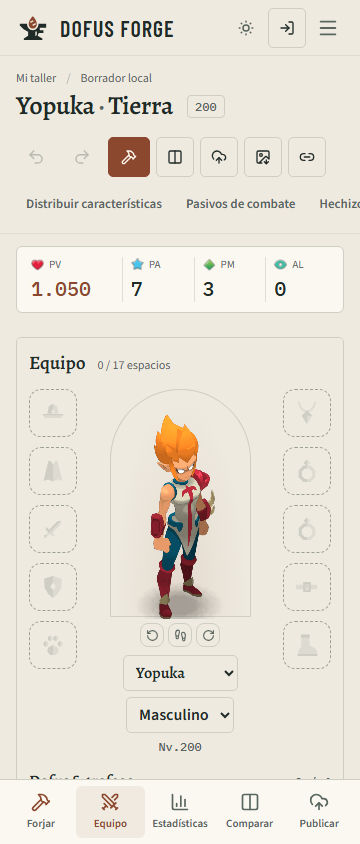 DOFUS FORGE
Mi taller / Borrador local
Yopuka · Tierra 200
Distribuir características Pasivos de combate Hechizo
PV PA PM AL
1.050 7 3 0
Equipo 0 / 17 espacios
Yopuka
Masculino
Nv.200
Forjar Equipo Estadísticas Comparar Publicar